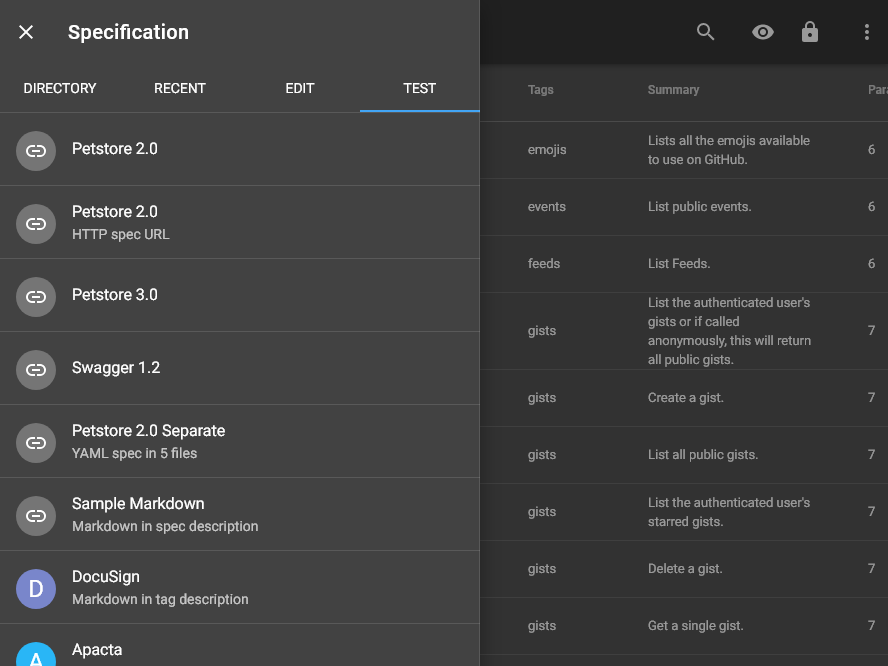 Specification
DIRECTORY
RECENT
EDIT
TEST
Petstore 2.0
Petstore 2.0
HTTP spec URL
Petstore 3.0
Swagger 1.2
Petstore 2.0 Separate
YAML spec in 5 files
Sample Markdown
Markdown in spec description
D
DocuSign
Markdown in tag description
A
Apacta
Tags
Summary
emojis
Lists all the emojis available
to use on GitHub.
6
events
List public events.
6
feeds
List Feeds.
6
gists
List the authenticated user's
gists or if called
anonymously, this will return
all public gists.
7
gists
Create a gist.
7
gists
List all public gists.
7
gists
List the authenticated user's
starred gists.
7
gists
Delete a gist.
7
gists
Get a single gist.
7